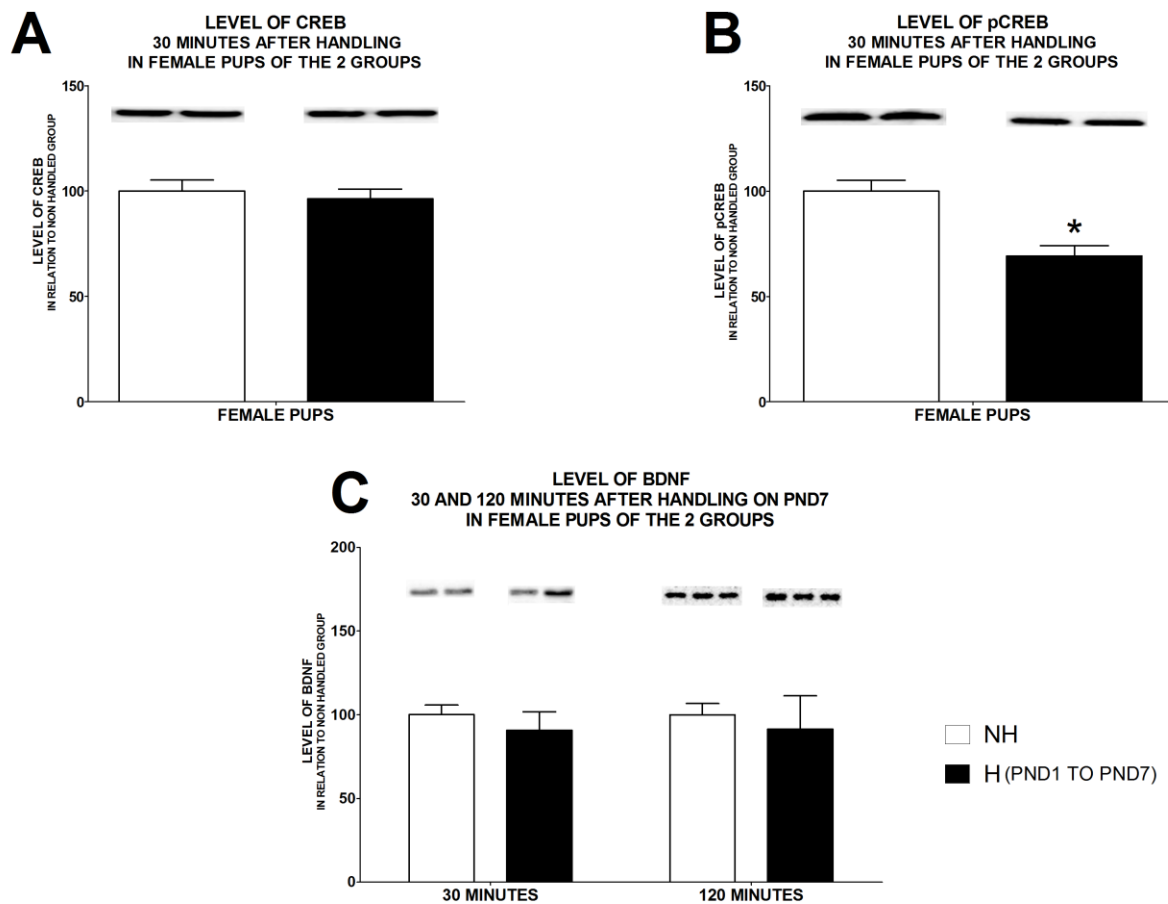 A
LEVEL OF CREB
30 MINUTES AFTER HANDLING
IN FEMALE PUPS OF THE 2 GROUPS
150
100
50
0
LEVEL OF CREB
IN RELATION TO NON HANDLED GROUP
FEMALE PUPS
B
LEVEL OF pCREB
30 MINUTES AFTER HANDLING
IN FEMALE PUPS OF THE 2 GROUPS
150
100
50
0
LEVEL OF pCREB
IN RELATION TO NON HANDLED GROUP
*
FEMALE PUPS
C
LEVEL OF BDNF
30 AND 120 MINUTES AFTER HANDLING ON PND7
IN FEMALE PUPS OF THE 2 GROUPS
200
150
100
50
0
LEVEL OF BDNF
IN RELATION TO NON HANDLED GROUP
30 MINUTES
120 MINUTES
NH
H (PND1 TO PND7)